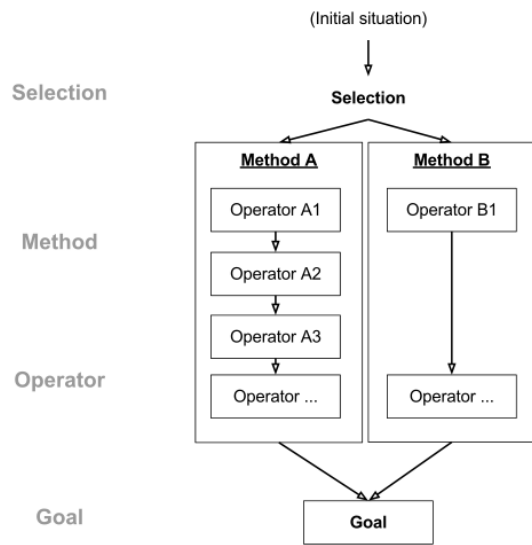 (Initial situation)
Selection
Selection
Method A
Method B
Operator A1
Operator B1
Method
Operator A2
Operator A3
Operator
Operator ...
Operator ...
Goal
Goal